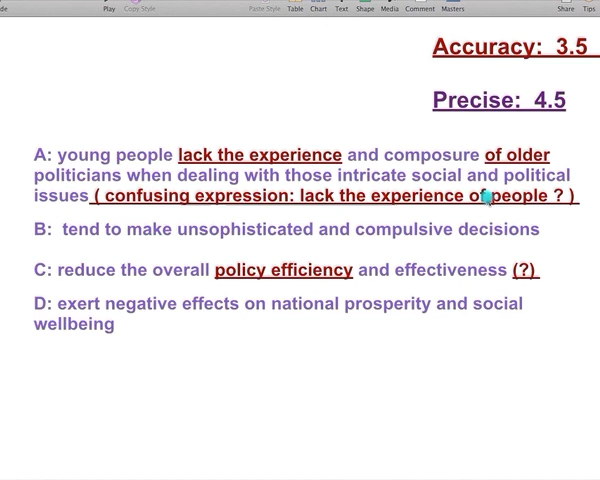 de Play Copy Style Paste Style Table Chart Text Shape Media Comment Masters Share Tips
Accuracy: 3.5
Precise: 4.5
A: young people lack the experience and composure of older
politicians when dealing with those intricate social and political
issues ( confusing expression: lack the experience of people ? )
B: tend to make unsophisticated and compulsive decisions
C: reduce the overall policy efficiency and effectiveness (?)
D: exert negative effects on national prosperity and social
wellbeing